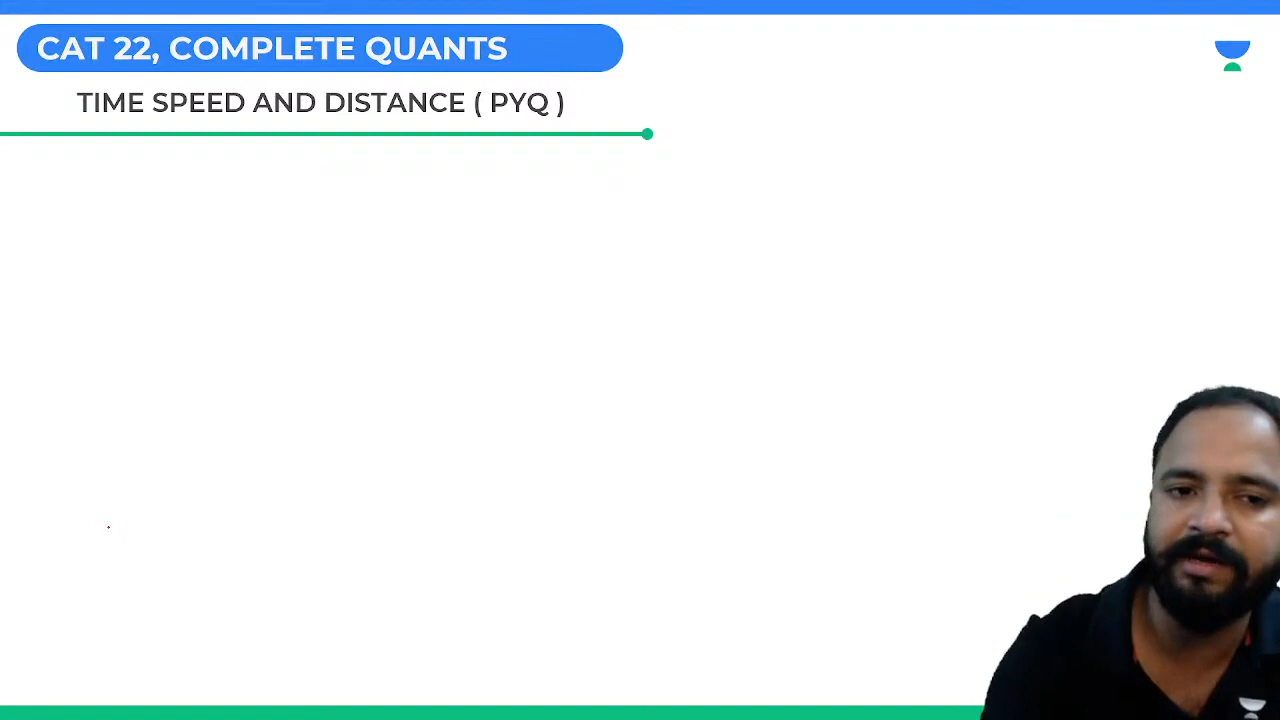 CAT 22, COMPLETE QUANTS
TIME SPEED AND DISTANCE ( PYQ )